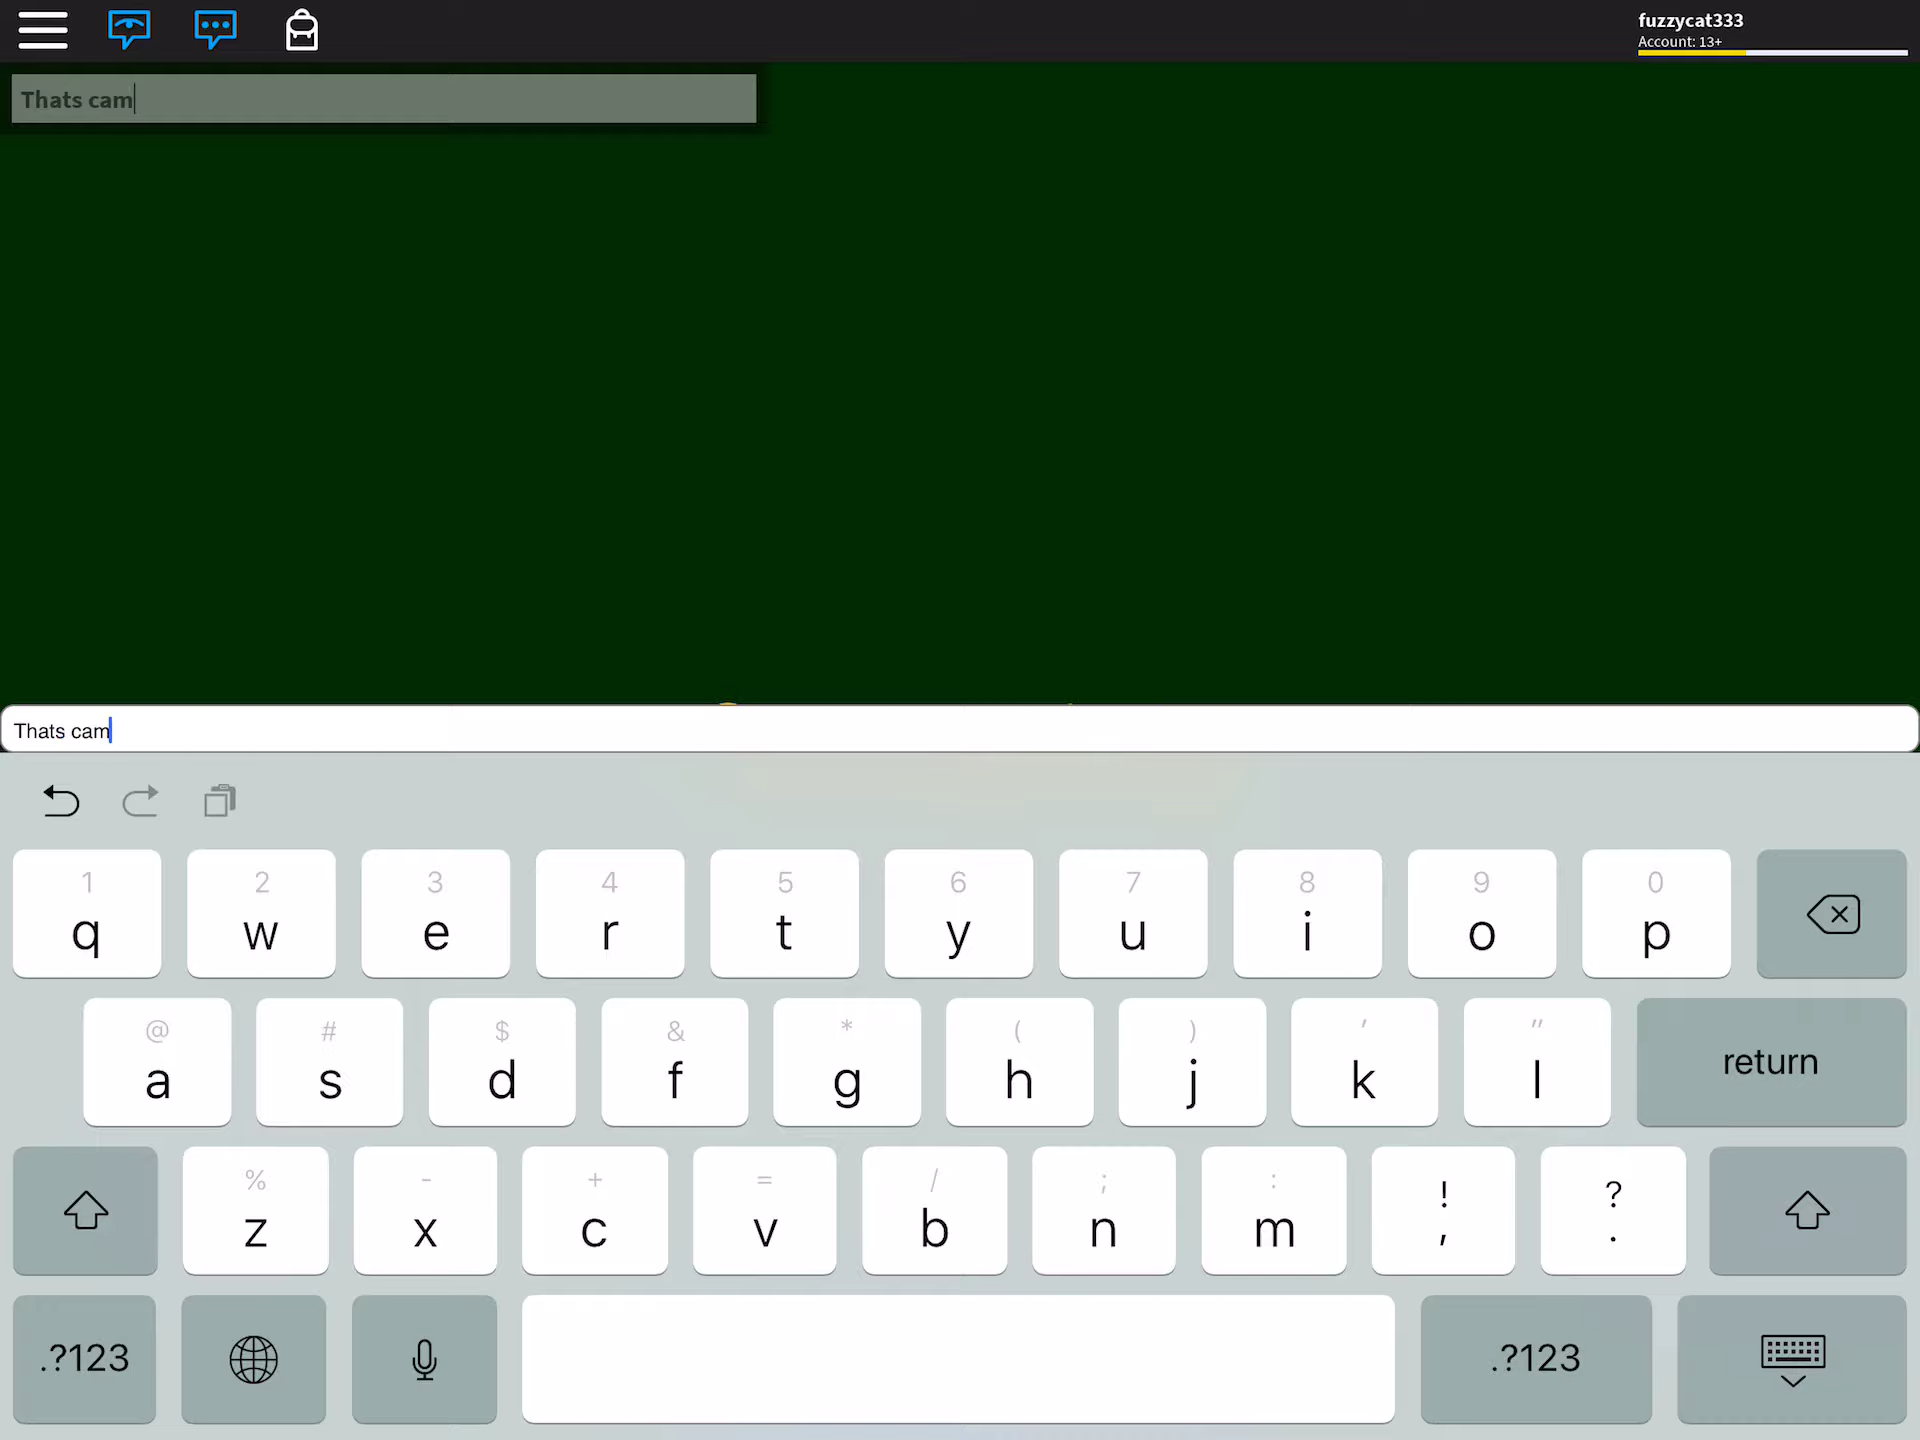 fuzzycat333
Account: 13+
Thats cam
Thats cam
1 2 3 4 5 6 7 8 9 0
q w e r t y u i o p
@ # $ & * ( ) ' "
a s d f g h j k l return
% - + = / ; : ! ?
z x c v b n m , .
.?123 .?123